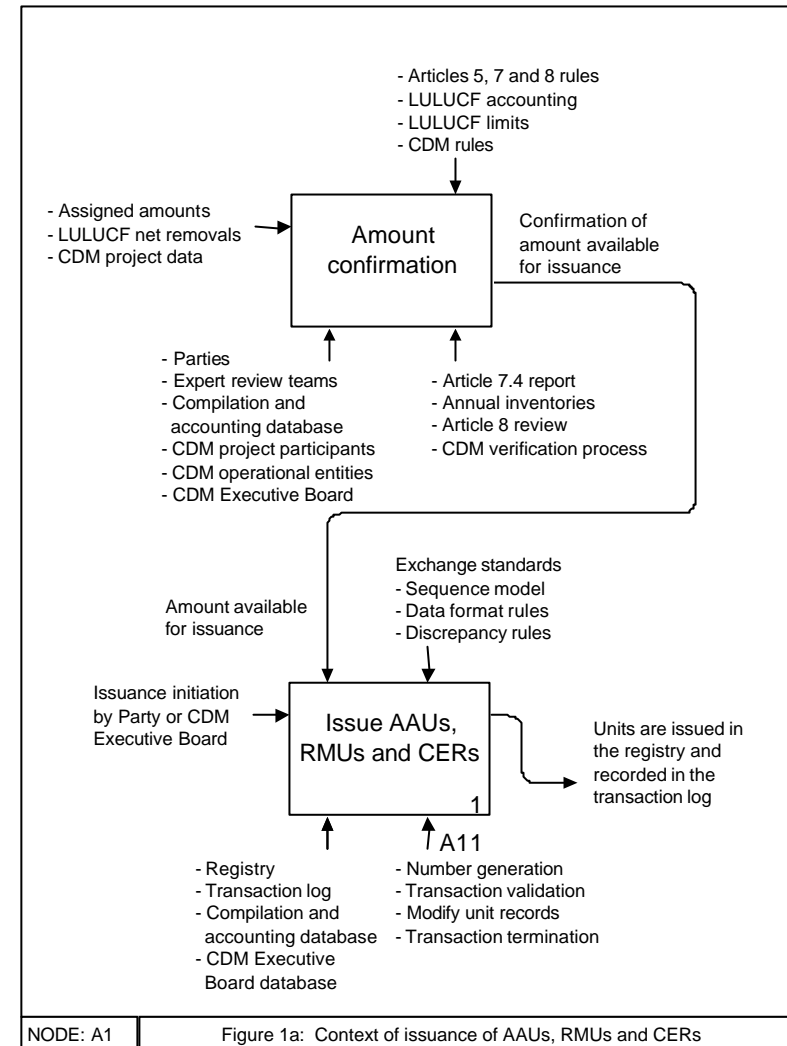 - Articles 5, 7 and 8 rules
- LULUCF accounting
- LULUCF limits
- CDM rules
- Assigned amounts
- LULUCF net removals
- CDM project data
Amount
confirmation
Confirmation of
amount available
for issuance
- Parties
- Expert review teams
- Compilation and
accounting database
- CDM project participants
- CDM operational entities
- CDM Executive Board
- Article 7.4 report
- Annual inventories
- Article 8 review
- CDM verification process
Amount available
for issuance
Exchange standards
- Sequence model
- Data format rules
- Discrepancy rules
Issuance initiation
by Party or CDM
Executive Board
Issue AAUs,
RMUs and CERs
1
A11
Units are issued in
the registry and
recorded in the
transaction log
- Registry
- Transaction log
- Compilation and
accounting database
- CDM Executive
Board database
- Number generation
- Transaction validation
- Modify unit records
- Transaction termination
NODE: A1
Figure 1a: Context of issuance of AAUs, RMUs and CERs